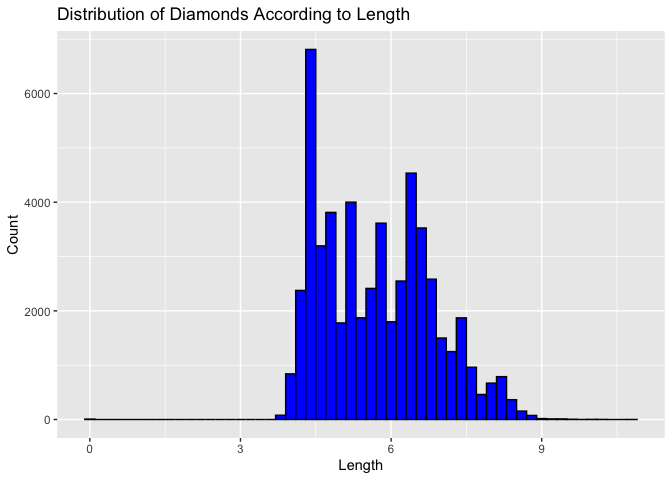 Distribution of Diamonds According to Length
6000
4000
2000
0
Count
0 3 6 9
Length